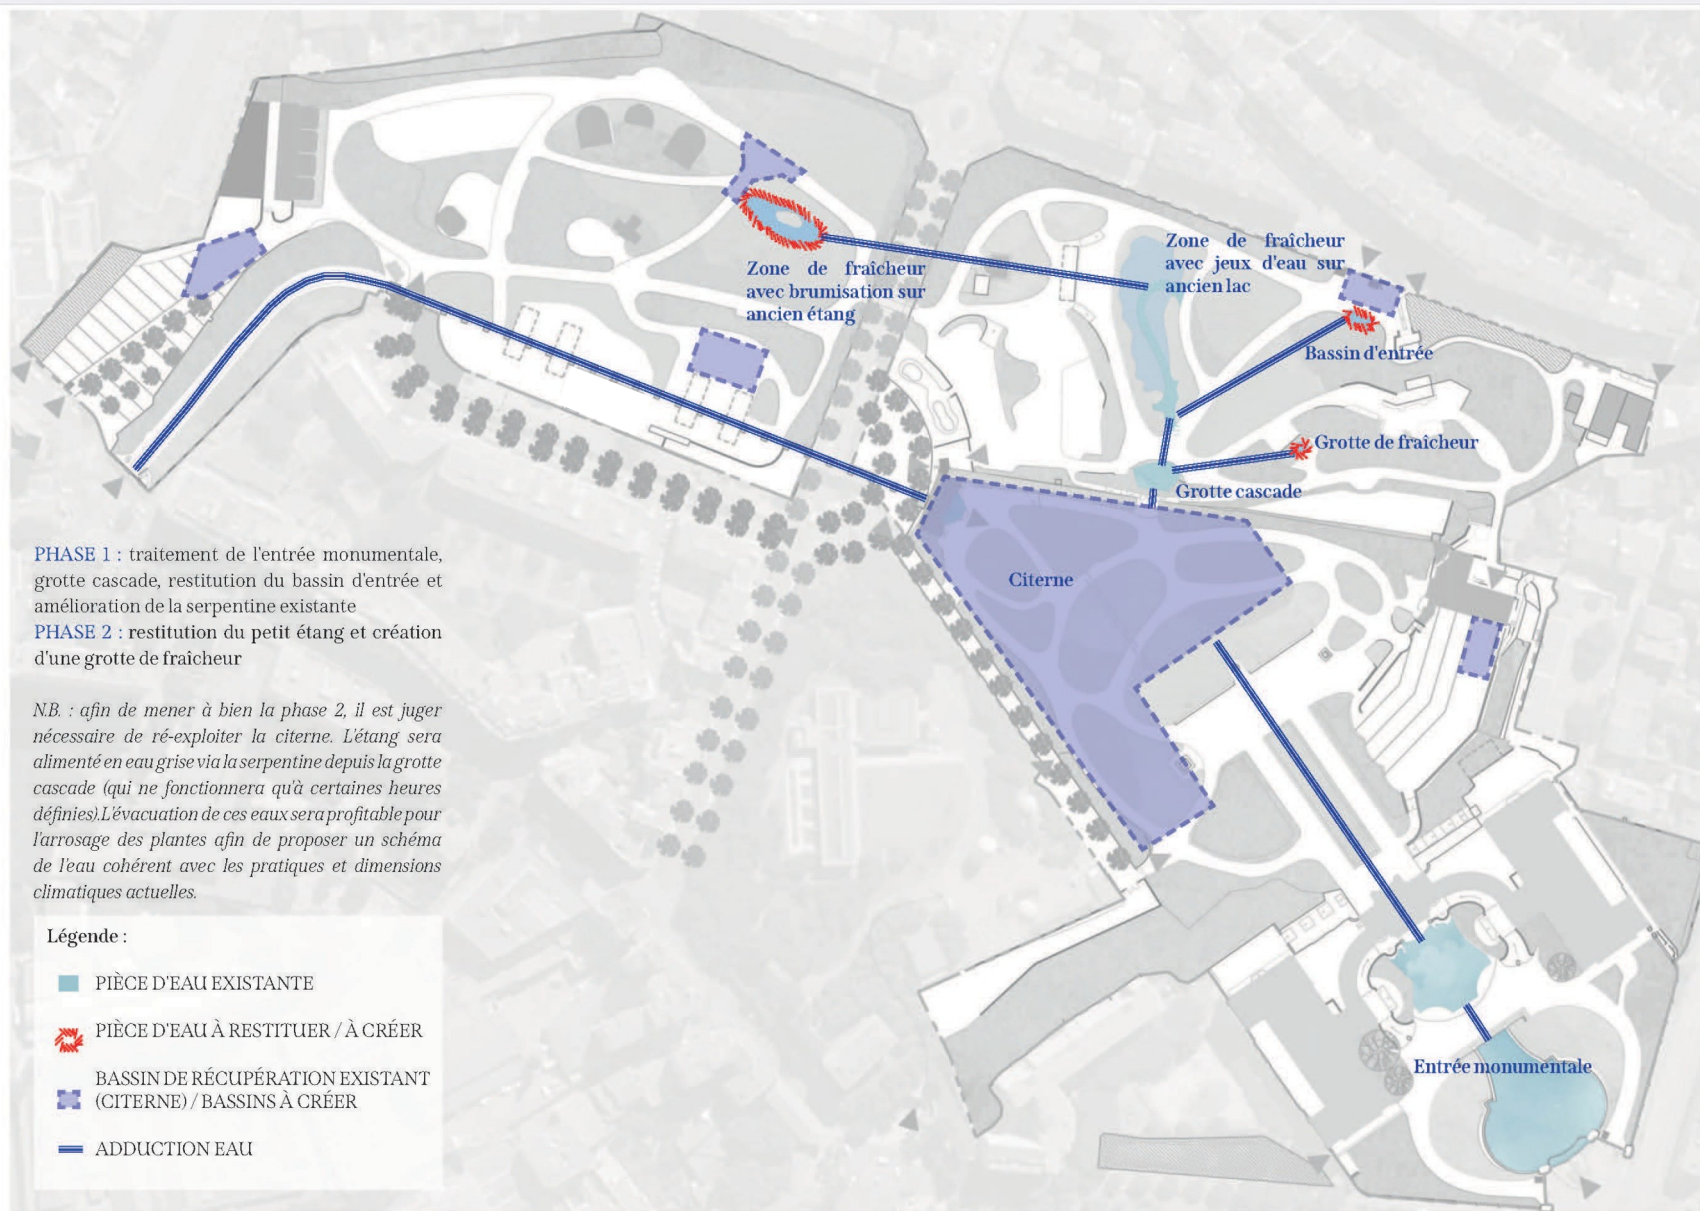 Zone de fraîcheur
avec jeux d'eau sur
ancien lac
Zone de fraîcheur
avec brumisation sur
ancien étang
Bassin d'entrée
Grotte de fraîcheur
Grotte cascade
Citerne
Entrée monumentale
PHASE 1 : traitement de l'entrée monumentale,
grotte cascade, restitution du bassin d'entrée et
amélioration de la serpentine existante
PHASE 2 : restitution du petit étang et création
d'une grotte de fraîcheur
N.B. : afin de mener à bien la phase 2, il est juger
nécessaire de ré-exploiter la citerne. L'étang sera
alimenté en eau grise via la serpentine depuis la grotte
cascade (qui ne fonctionnera qu'à certaines heures
définies).L'évacuation de ces eaux sera profitable pour
l'arrosage des plantes afin de proposer un schéma
de l'eau cohérent avec les pratiques et dimensions
climatiques actuelles.
Légende :
PIÈCE D'EAU EXISTANTE
PIÈCE D'EAU À RESTITUER / À CRÉER
BASSIN DE RÉCUPÉRATION EXISTANT
(CITERNE) / BASSINS À CRÉER
ADDUCTION EAU